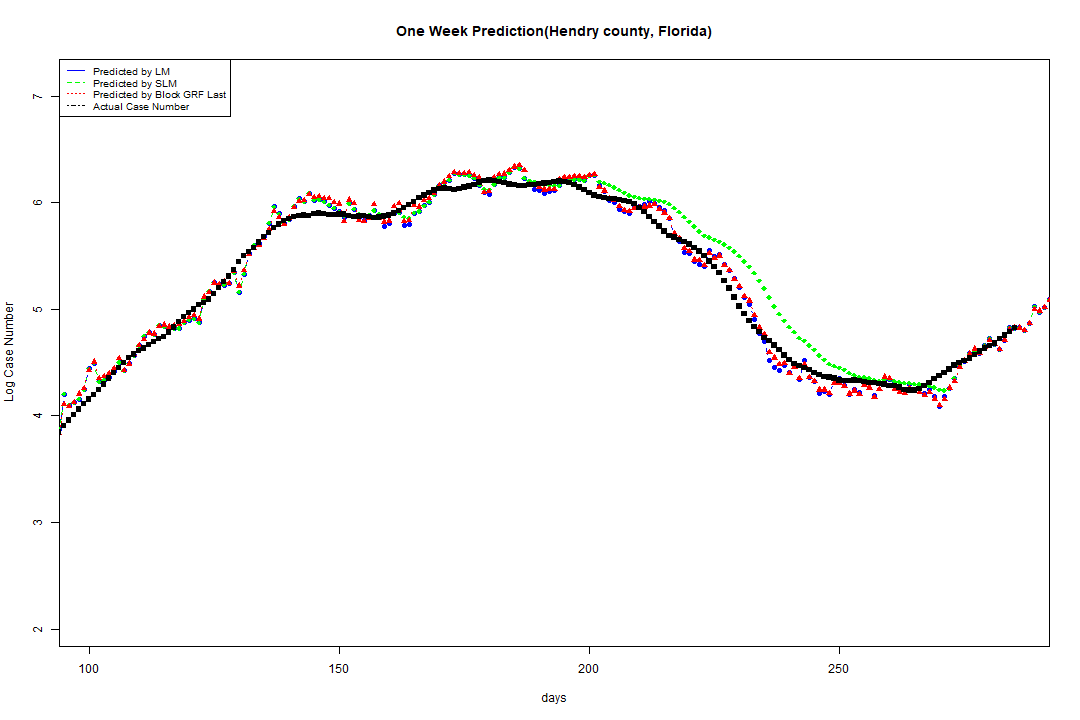 One Week Prediction(Hendry county, Florida)
Predicted by LM
Predicted by SLM
Predicted by Block GRF Last
Actual Case Number
7
6
5
4
3
2
Log Case Number
100 150 200 250
days